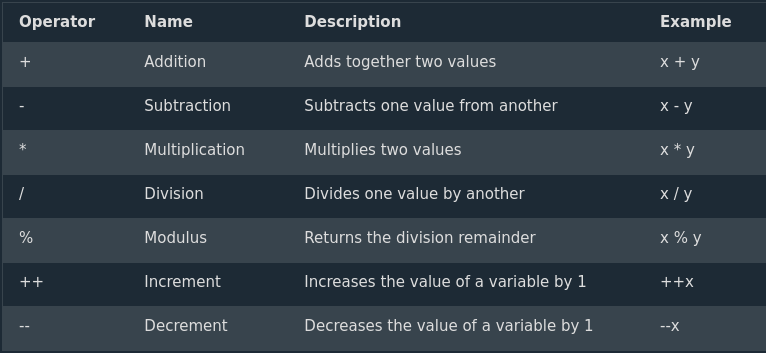 Operator Name Description Example
+ Addition Adds together two values x + y
- Subtraction Subtracts one value from another x - y
* Multiplication Multiplies two values x * y
/ Division Divides one value by another x / y
% Modulus Returns the division remainder x % y
++ Increment Increases the value of a variable by 1 ++x
-- Decrement Decreases the value of a variable by 1 --x